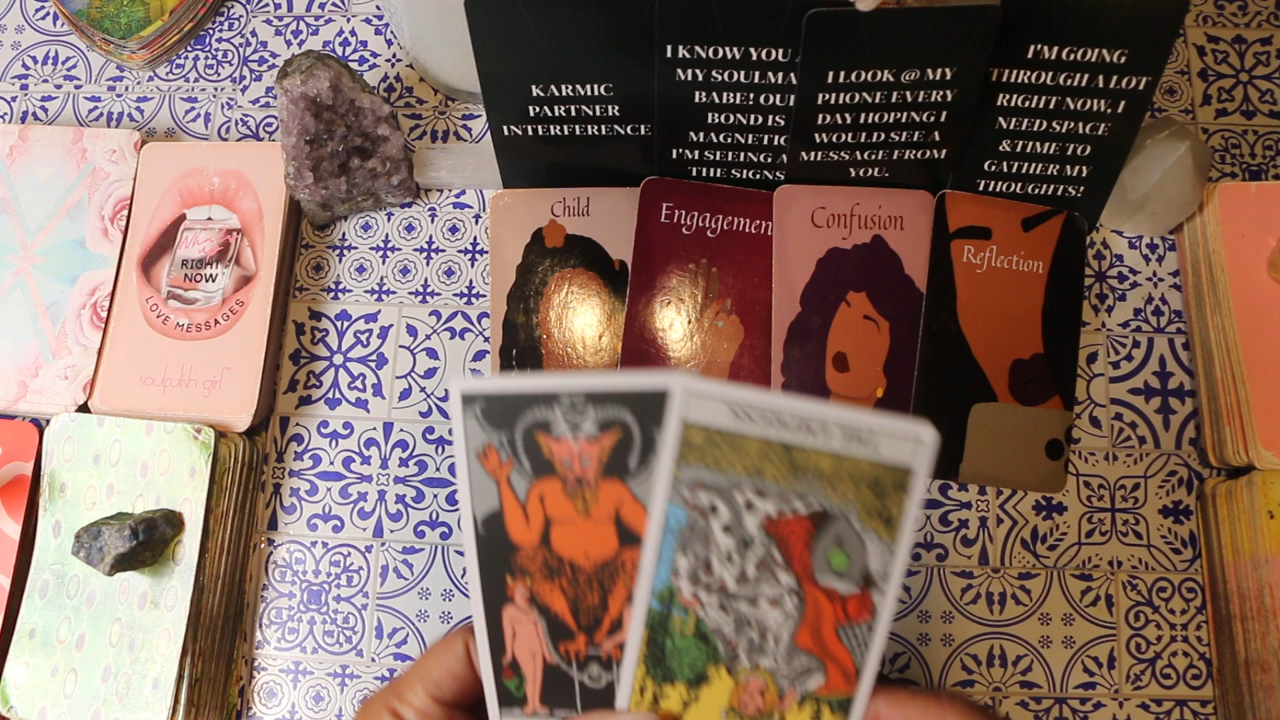 KARMIC
PARTNER
INTERFERENCE
I KNOW YOU
MY SOULMA
BABE! OU
BOND IS
MAGNETIC
I'M SEEING A
THE SIGNS
I LOOK @ MY
PHONE EVERY
DAY HOPING I
WOULD SEE A
MESSAGE FROM
YOU.
I'M GOING
THROUGH A LOT
RIGHT NOW, I
NEED SPACE
&TIME TO
GATHER MY
THOUGHTS!
Child
Engagemen
Confusion
Reflection
RIGHT
NOW
LOVE MESSAGES
soulfulish girl